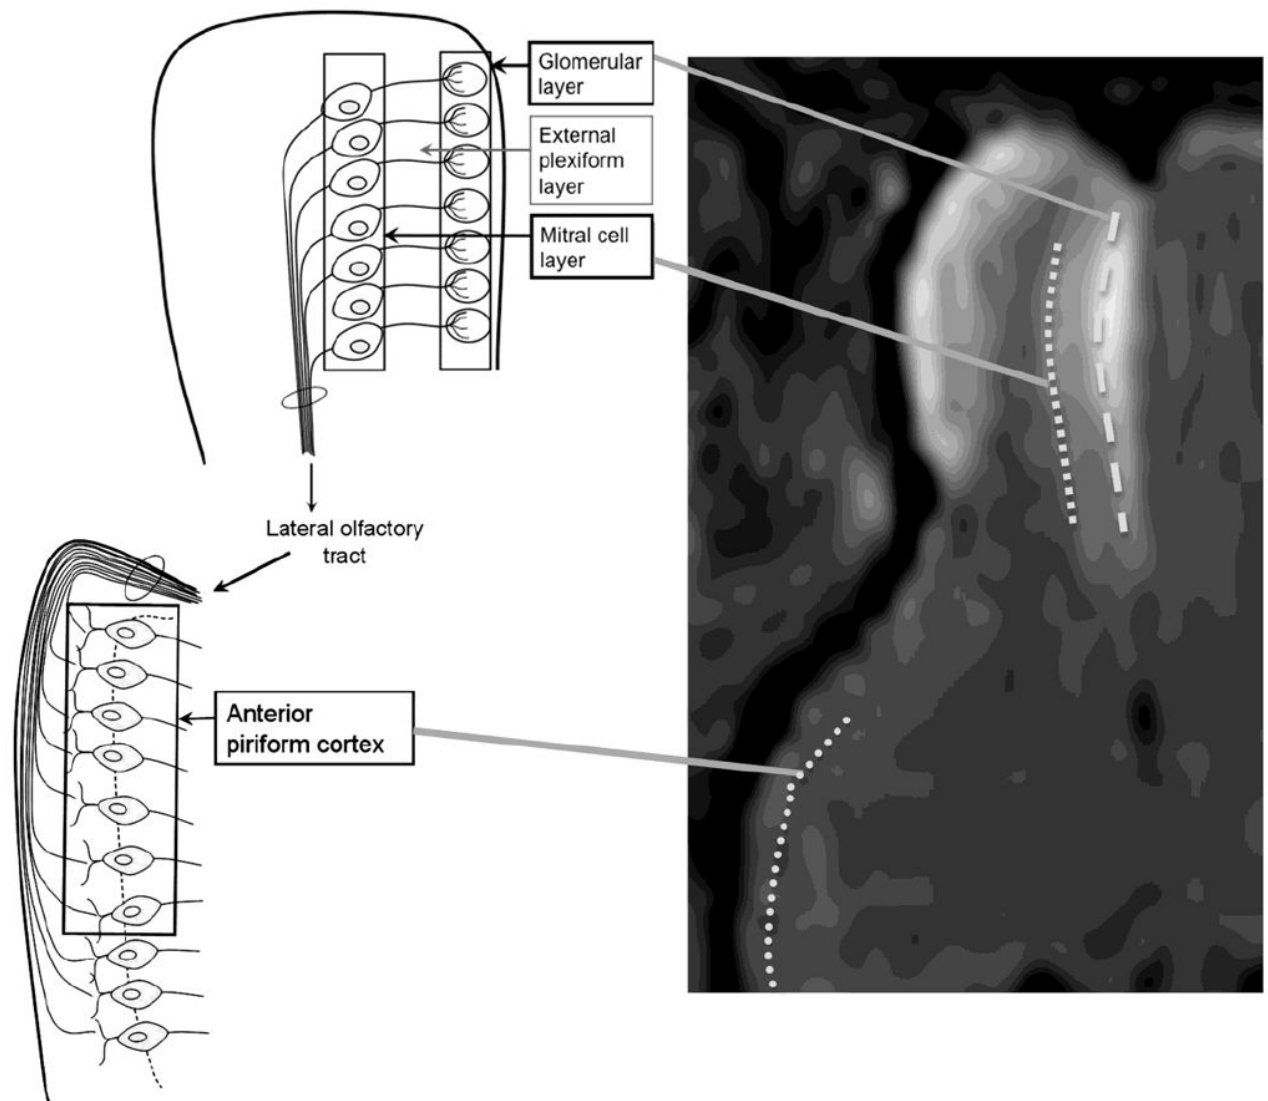 Glomerular
layer
External
plexiform
layer
Mitral cell
layer
Lateral olfactory
tract
Anterior
piriform cortex